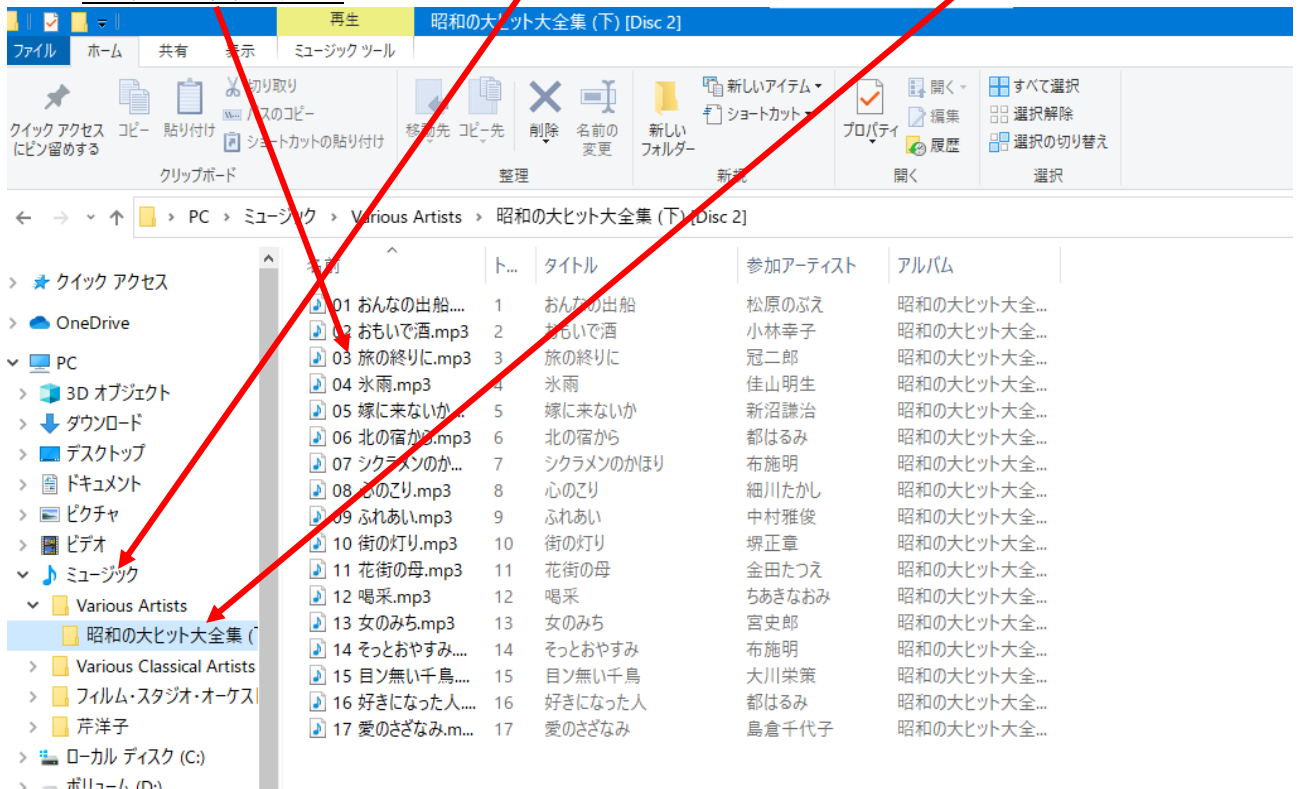 再生 昭和の大ヒット大全集 (下) [Disc 2]
ファイル ホーム 共有 表示 ミュージック ツール
クイック アクセスにピン留めする
コピー
貼り付け
切り取り
パスのコピー
ショートカットの貼り付け
移動先
コピー先
削除
名前の変更
新しいフォルダー
新しいアイテム
ショートカット
プロパティ
開く
編集
履歴
すべて選択
選択解除
選択の切り替え
クリップボード 整理 新規 開く 選択
PC › ミュージック › Various Artists › 昭和の大ヒット大全集 (下) [Disc 2]
クイック アクセス
OneDrive
PC
3D オブジェクト
ダウンロード
デスクトップ
ドキュメント
ピクチャ
ビデオ
ミュージック
Various Artists
昭和の大ヒット大全集 (
Various Classical Artists
フィルム・スタジオ・オーケス
芹洋子
ローカル ディスク (C:)
ボリューム (D:)
名前 ト... タイトル 参加アーティスト アルバム
01 おんなの出船.... 1 おんなの出船 松原のぶえ 昭和の大ヒット大全...
02 おもいで酒.mp3 2 おもいで酒 小林幸子 昭和の大ヒット大全...
03 旅の終りに.mp3 3 旅の終りに 冠二郎 昭和の大ヒット大全...
04 氷雨.mp3 4 氷雨 佳山明生 昭和の大ヒット大全...
05 嫁に来ないか... 5 嫁に来ないか 新沼謙治 昭和の大ヒット大全...
06 北の宿から.mp3 6 北の宿から 都はるみ 昭和の大ヒット大全...
07 シクラメンのか... 7 シクラメンのかほり 布施明 昭和の大ヒット大全...
08 心のこり.mp3 8 心のこり 細川たかし 昭和の大ヒット大全...
09 ふれあい.mp3 9 ふれあい 中村雅俊 昭和の大ヒット大全...
10 街の灯り.mp3 10 街の灯り 堺正章 昭和の大ヒット大全...
11 花街の母.mp3 11 花街の母 金田たつえ 昭和の大ヒット大全...
12 喝采.mp3 12 喝采 ちあきなおみ 昭和の大ヒット大全...
13 女のみち.mp3 13 女のみち 宮史郎 昭和の大ヒット大全...
14 そっとおやすみ.... 14 そっとおやすみ 布施明 昭和の大ヒット大全...
15 目ン無い千鳥.... 15 目ン無い千鳥 大川栄策 昭和の大ヒット大全...
16 好きになった人.... 16 好きになった人 都はるみ 昭和の大ヒット大全...
17 愛のさざなみ.m... 17 愛のさざなみ 島倉千代子 昭和の大ヒット大全...